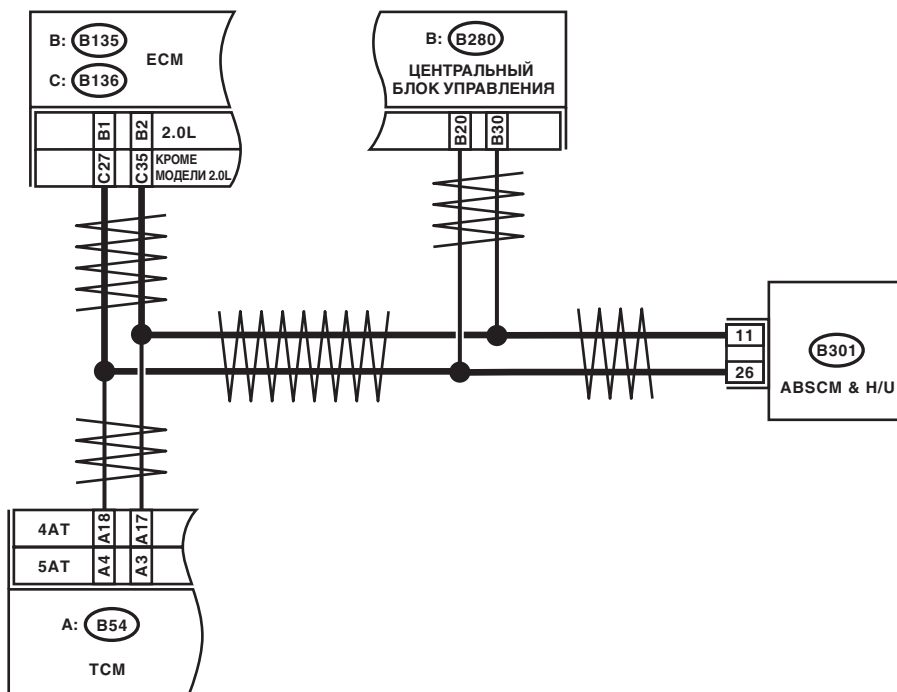 B: B135
ECM
C: B136
B1 B2 2.0L
C27 C35 КРОМЕ
МОДЕЛИ 2.0L
B: B280
ЦЕНТРАЛЬНЫЙ
БЛОК УПРАВЛЕНИЯ
B20 B30
11
26
B301
ABSCM & H/U
4AT A18 A17
5AT A4 A3
A: B54
TCM